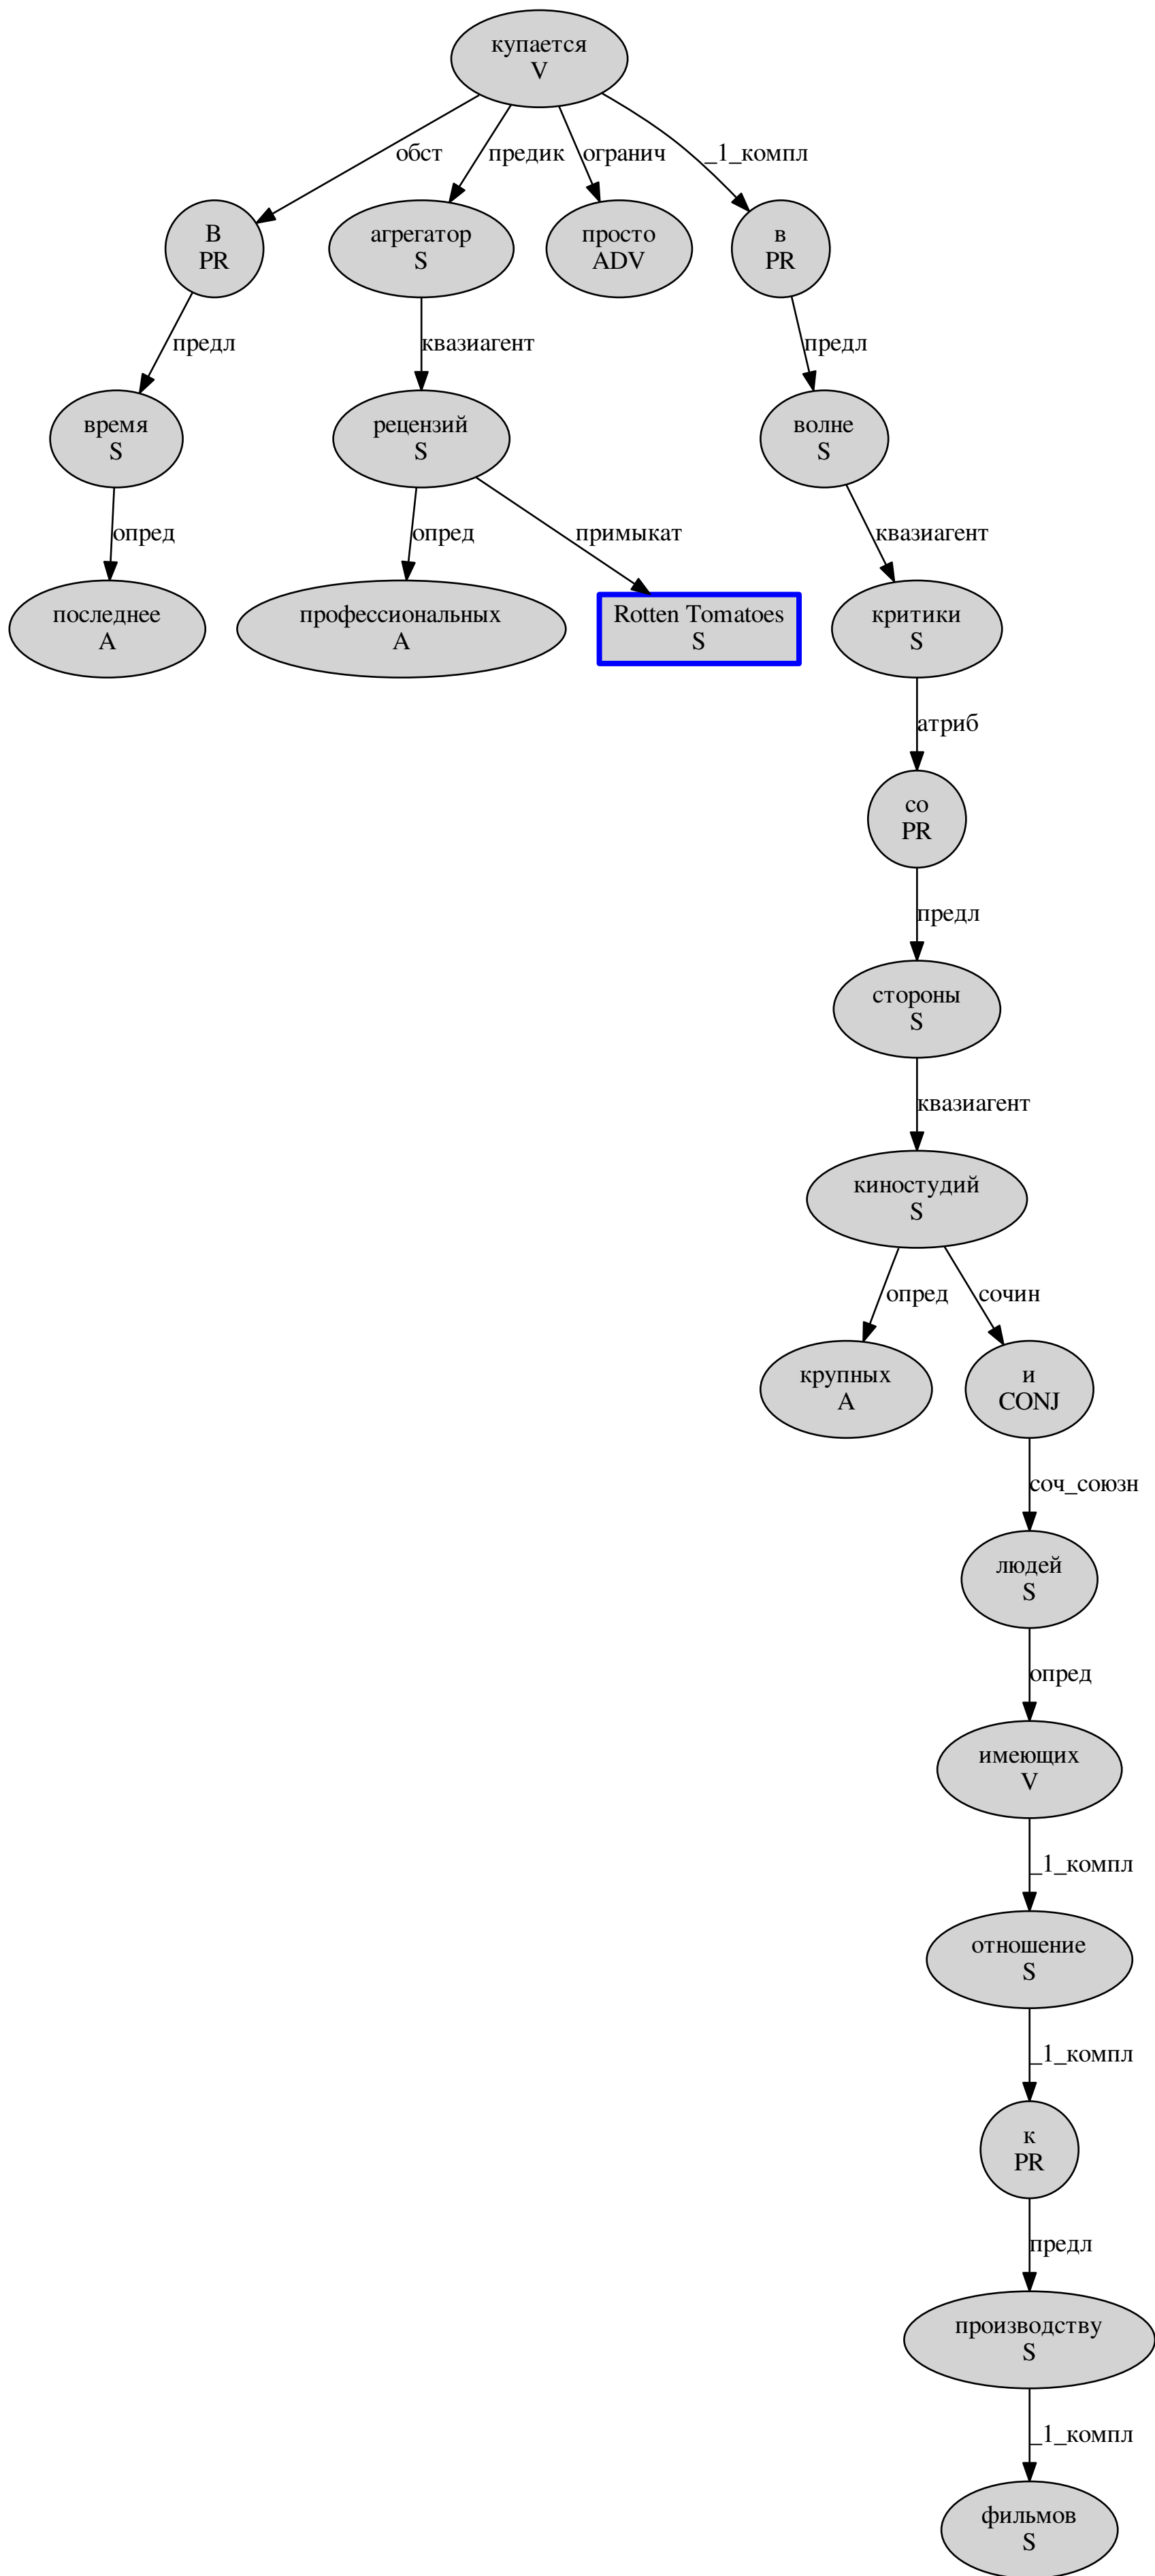 купается
V
обст
предик
огранич
_1_компл
В
PR
агрегатор
S
просто
ADV
в
PR
предл
квазиагент
предл
время
S
рецензий
S
волне
S
опред
опред
примыкат
квазиагент
последнее
A
профессиональных
A
Rotten Tomatoes
S
критики
S
атриб
со
PR
предл
стороны
S
квазиагент
киностудий
S
опред
сочин
крупных
A
и
CONJ
соч_союзн
людей
S
опред
имеющих
V
_1_компл
отношение
S
_1_компл
к
PR
предл
производству
S
_1_компл
фильмов
S